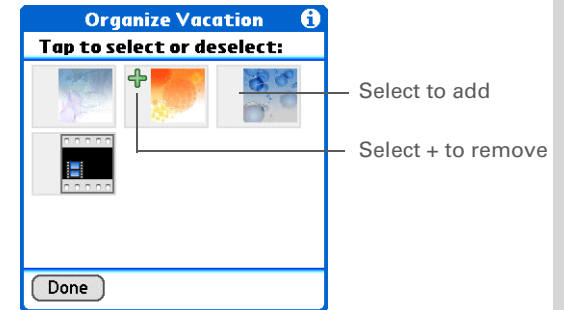 Organize Vacation
Tap to select or deselect:
Select to add
Select + to remove
Done